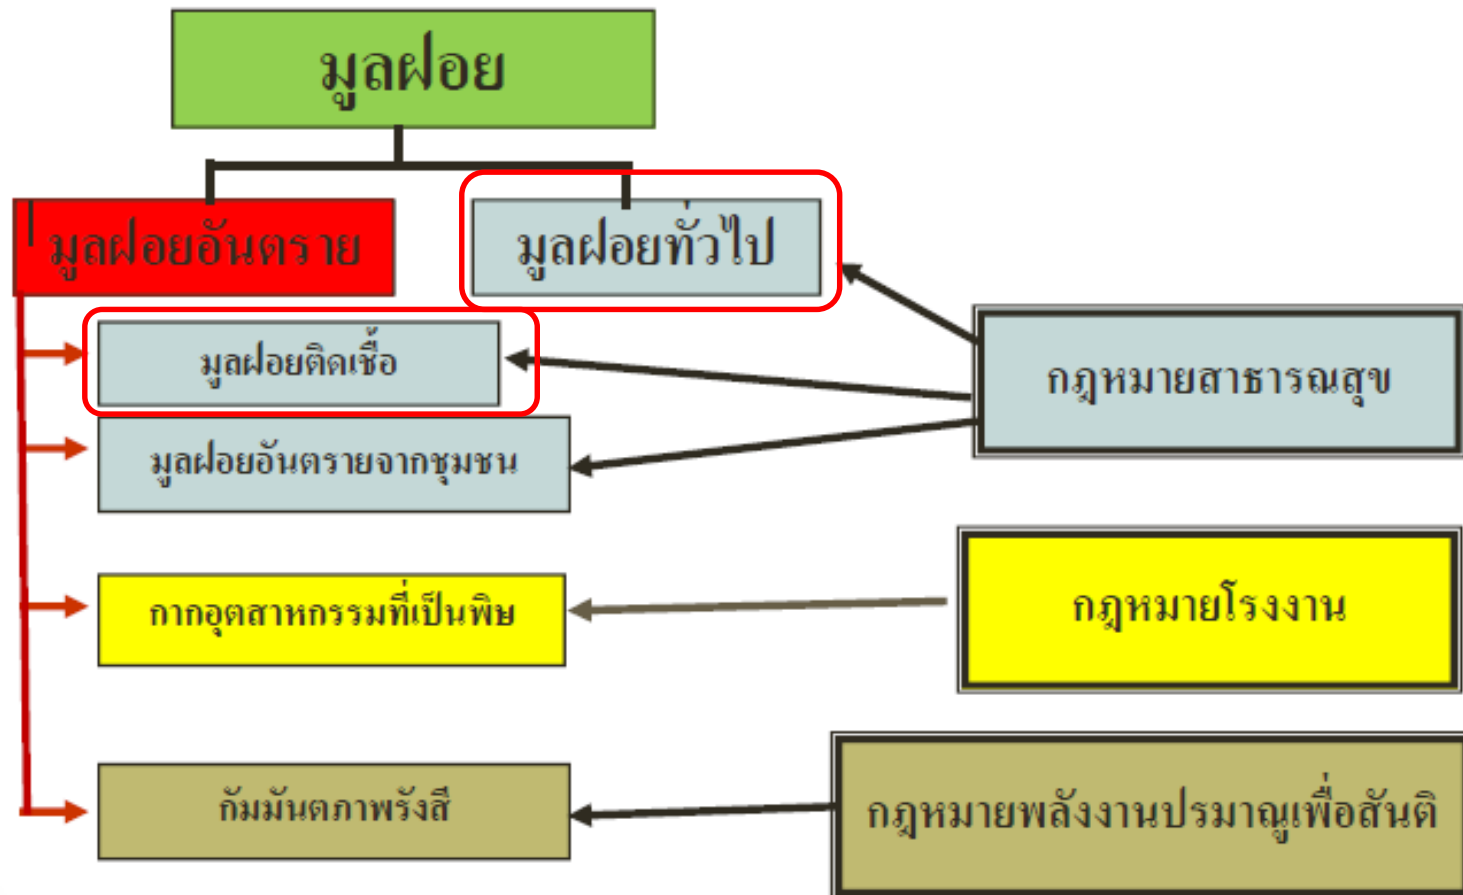 มูลฝอย
มูลฝอยอันตราย
มูลฝอยทั่วไป
มูลฝอยติดเชื้อ
กฎหมายสาธารณสุข
มูลฝอยอันตรายจากชุมชน
กากอุตสาหกรรมที่เป็นพิษ
กฎหมายโรงงาน
กัมมันตภาพรังสี
กฎหมายพลังงานปรมาณูเพื่อสันติ